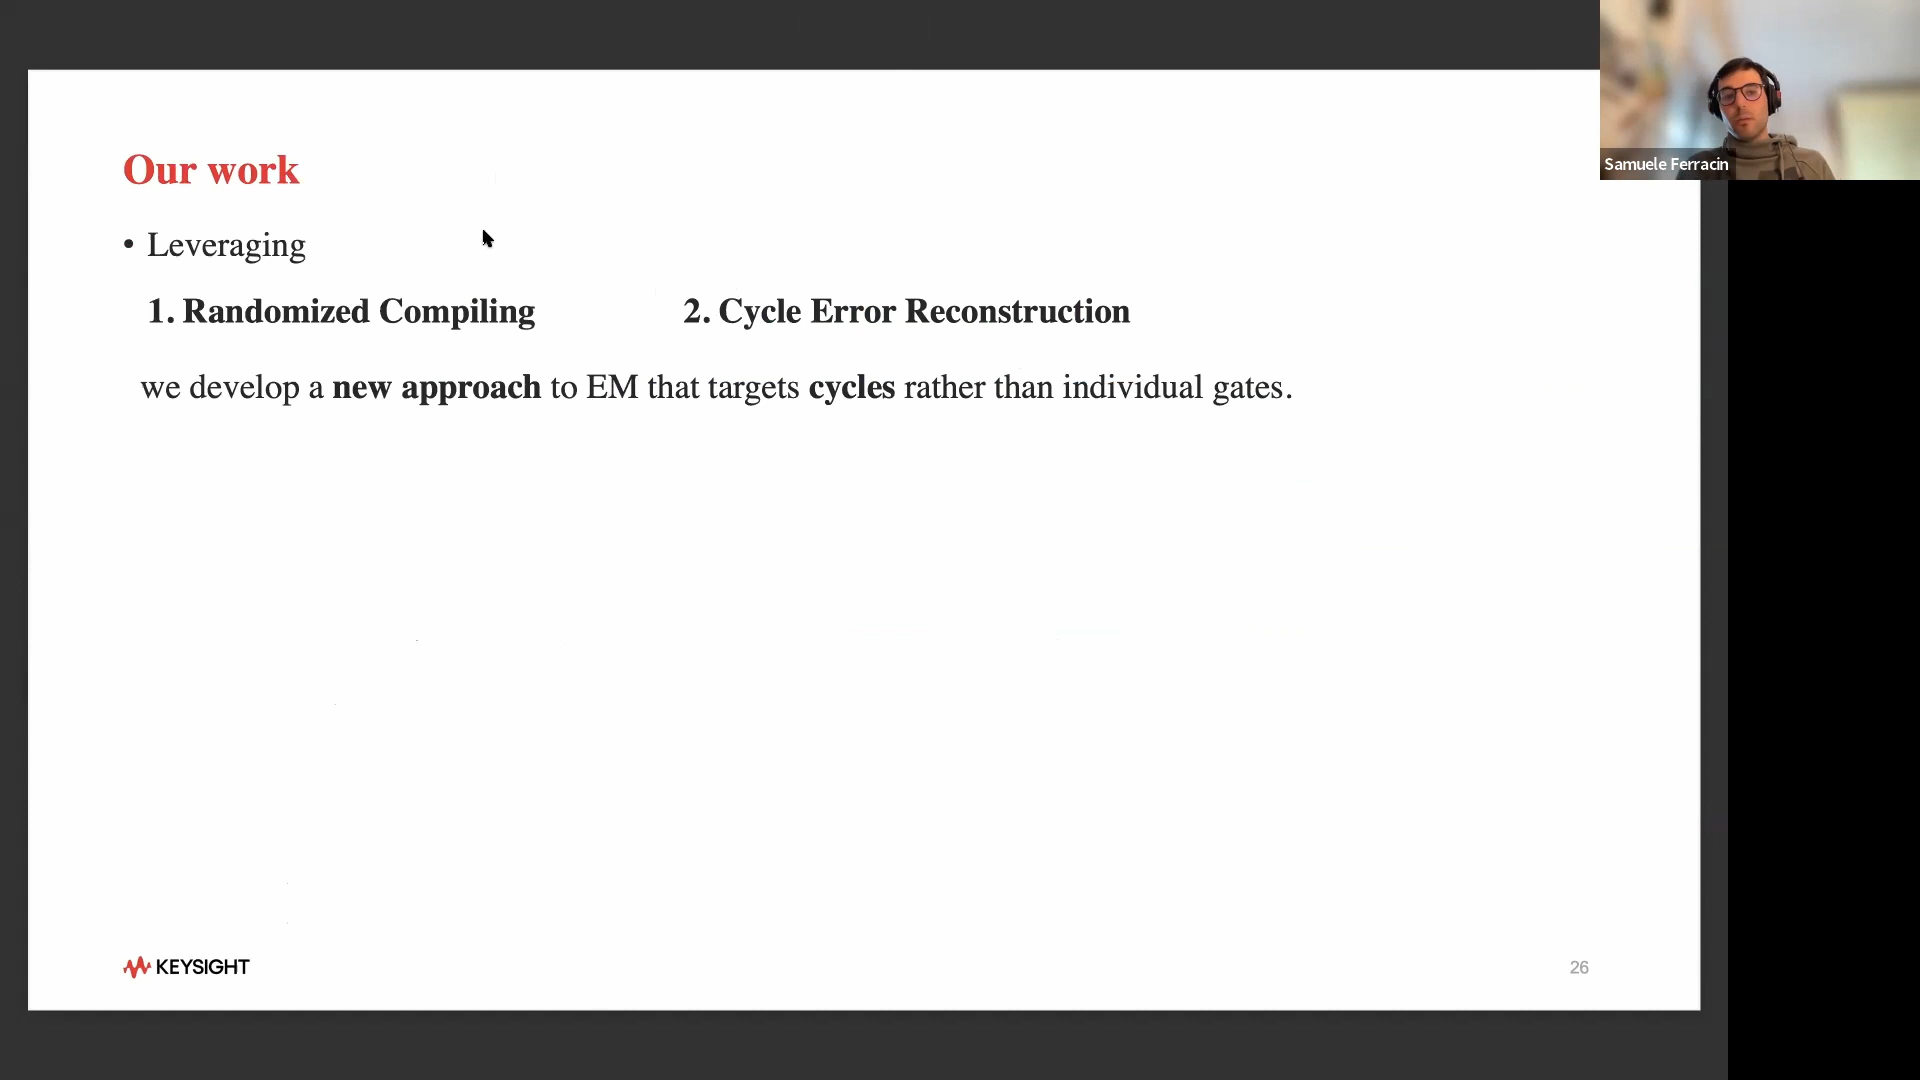 Samuele Ferracin
Our work
• Leveraging
1. Randomized Compiling 2. Cycle Error Reconstruction
we develop a new approach to EM that targets cycles rather than individual gates.
KEYSIGHT
26